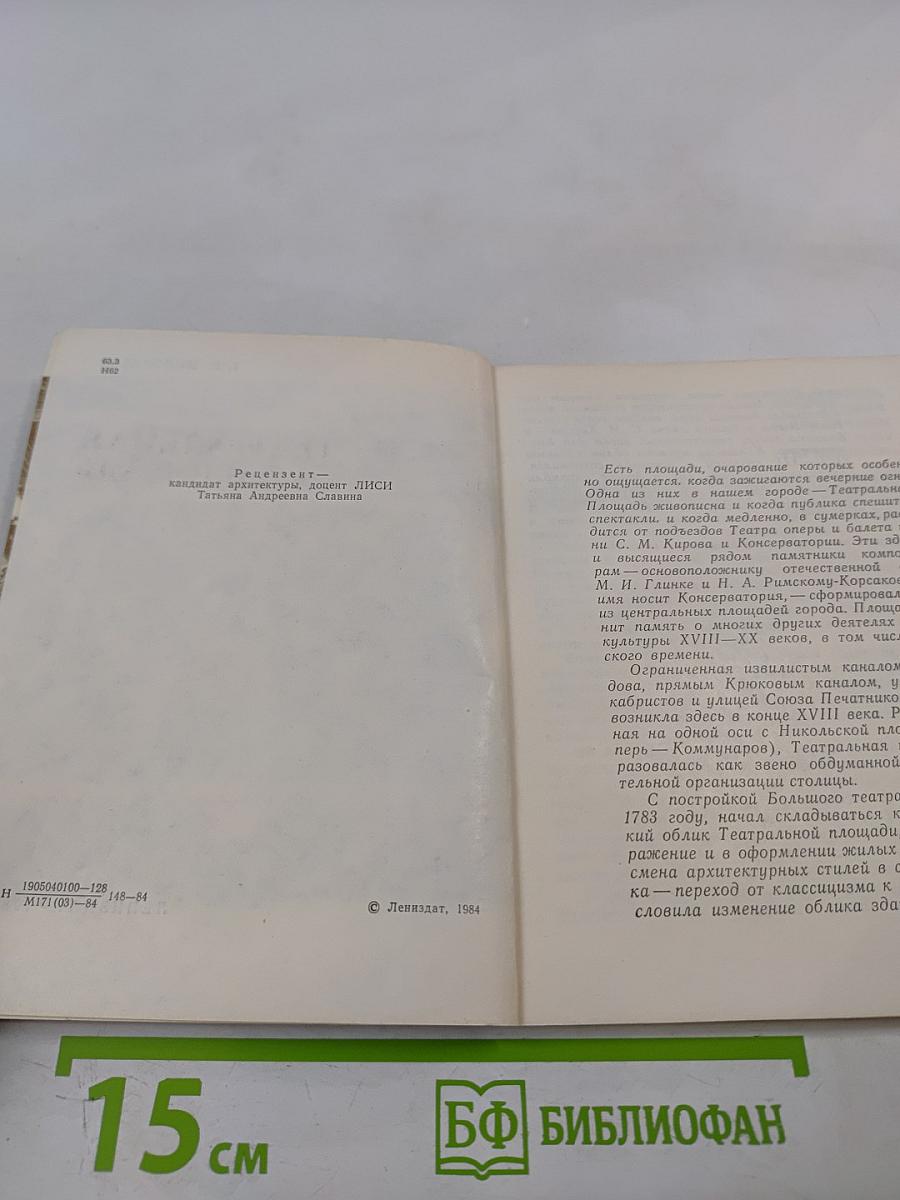 63.3
Н62
Рецензент —
кандидат архитектуры, доцент ЛИСИ
Татьяна Андреевна Славина
Н 1905040100—128 148—84
М171(03)—84
© Лениздат, 1984
Есть площади, очарование которых особен
но ощущается. когда зажигаются вечерние огн
Одна из них в нашем городе — Театральна
Площадь живописна и когда публика спешит
спектакли. и когда медленно, в сумерках, рас
дится от подъездов Театра оперы и балета
ни С. М. Кирова и Консерватории. Эти зд
и высящиеся рядом памятники компо
рам — основоположнику отечественной
М. И. Глинке и Н. А. Римскому-Корсаков
имя носит Консерватория, — сформировал
из центральных площадей города. Площа
нит память о многих других деятелях
культуры XVIII—XX веков, в том числ
ского времени.
Ограниченная извилистым каналом
дова, прямым Крюковым каналом, у
кабристов и улицей Союза Печатнико
возникла здесь в конце XVIII века. Р
ная на одной оси с Никольской пло
перь — Коммунаров), Театральная
разовалась как звено обдуманной
тельной организации столицы.
С постройкой Большого театра
1783 году, начал складываться к
кий облик Театральной площади,
ражение и в оформлении жилых
смена архитектурных стилей в с
ка — переход от классицизма к
словила изменение облика зда
15 см
БФ БИБЛИОФАН